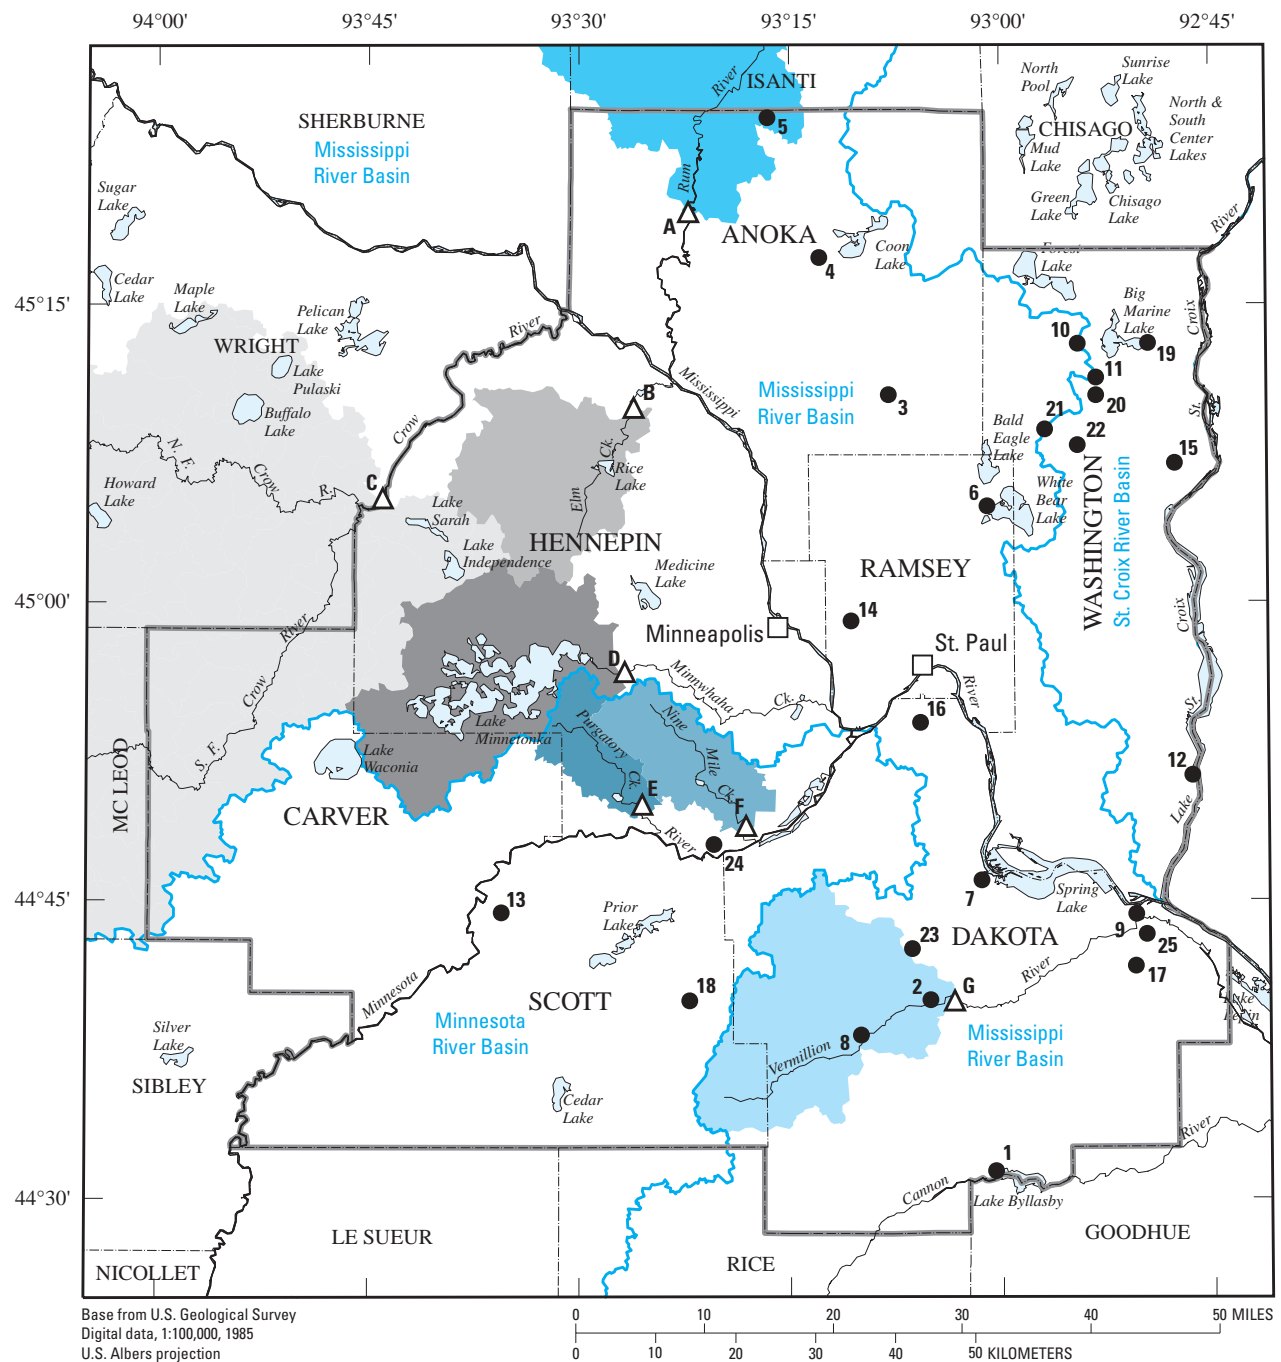 94°00'
93°45'
93°30'
93°15'
93°00'
92°45'
River
ISANTI
North
Pool
Sunrise
Lake
North &
South
Center
Lakes
CHISAGO
Mud
Lake
Green
Lake
Chisago
Lake
SHERBURNE
Mississippi
River Basin
5
Rum
A
ANOKA
Coon
Lake
4
Forest
Lake
River
Sugar
Lake
Cedar
Lake
Maple
Lake
Pelican
Lake
45°15'
WRIGHT
Lake
Pulaski
Buffalo
Lake
River
Crow
Mississippi
B
Big
Marine
Lake
10
19
11
20
Croix
St.
Mississippi
River Basin
3
21
22
15
Bald
Eagle
Lake
White
Bear
Lake
6
N. F.
Crow
R.
C
Howard
Lake
Lake
Sarah
Lake
Independence
Elm
Ck.
Rice
Lake
HENNEPIN
Medicine
Lake
RAMSEY
WASHINGTON
St. Croix River Basin
45°00'
14
Minneapolis
St. Paul
Croix
St.
Lake
River
Crow
S. F.
D
Minnwhaha
Ck.
River
16
Lake
Minnetonka
Purgatory
Ck.
Nine
Mile
Ck.
Lake
Waconia
MC LEOD
CARVER
E
F
River
24
12
44°45'
13
Prior
Lake
7
Spring
Lake
9
25
17
23
DAKOTA
River
2
G
Minnesota
SCOTT
18
Minnesota
River Basin
8
Vermillion
Mississippi
River Basin
Lake
Pepin
Silver
Lake
SIBLEY
Cedar
Lake
1
River
Cannon
Lake Byllasby
44°30'
LE SUEUR
GOODHUE
NICOLLET
RICE
Base from U.S. Geological Survey
Digital data, 1:100,000, 1985
U.S. Albers projection
0 10 20 30 40 50 MILES
0 10 20 30 40 50 KILOMETERS